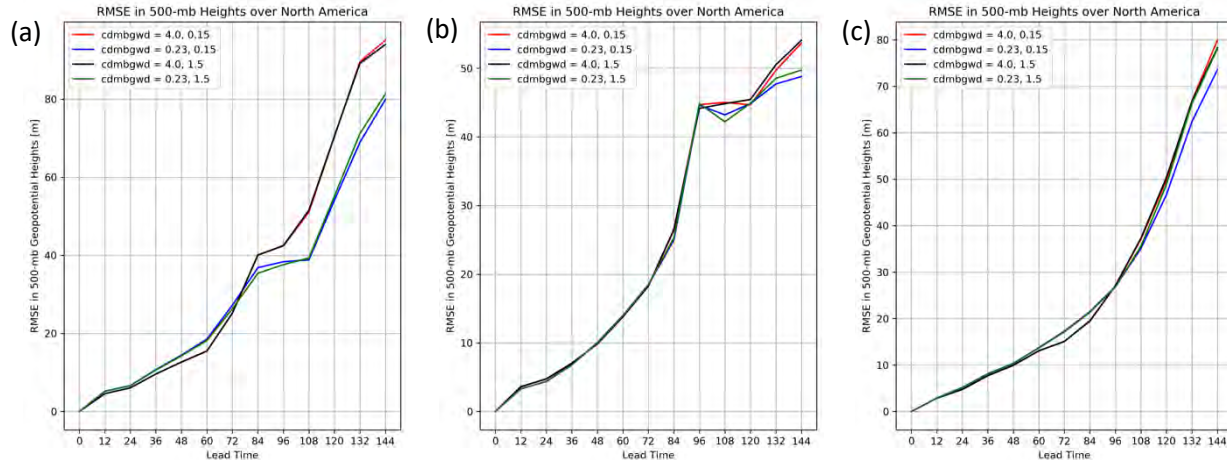 (a)
RMSE in 500-mb Heights over North America
cdmbgwd = 4.0, 0.15
cdmbgwd = 0.23, 0.15
cdmbgwd = 4.0, 1.5
cdmbgwd = 0.23, 1.5
RMSE in 500-mb Geopotential Heights [m]
80
60
40
20
0
0 12 24 36 48 60 72 84 96 108 120 132 144
Lead Time
(b)
RMSE in 500-mb Heights over North America
cdmbgwd = 4.0, 0.15
cdmbgwd = 0.23, 0.15
cdmbgwd = 4.0, 1.5
cdmbgwd = 0.23, 1.5
RMSE in 500-mb Geopotential Heights [m]
50
40
30
20
10
0
0 12 24 36 48 60 72 84 96 108 120 132 144
Lead Time
(c)
RMSE in 500-mb Heights over North America
cdmbgwd = 4.0, 0.15
cdmbgwd = 0.23, 0.15
cdmbgwd = 4.0, 1.5
cdmbgwd = 0.23, 1.5
RMSE in 500-mb Geopotential Heights [m]
80
70
60
50
40
30
20
10
0
0 12 24 36 48 60 72 84 96 108 120 132 144
Lead Time